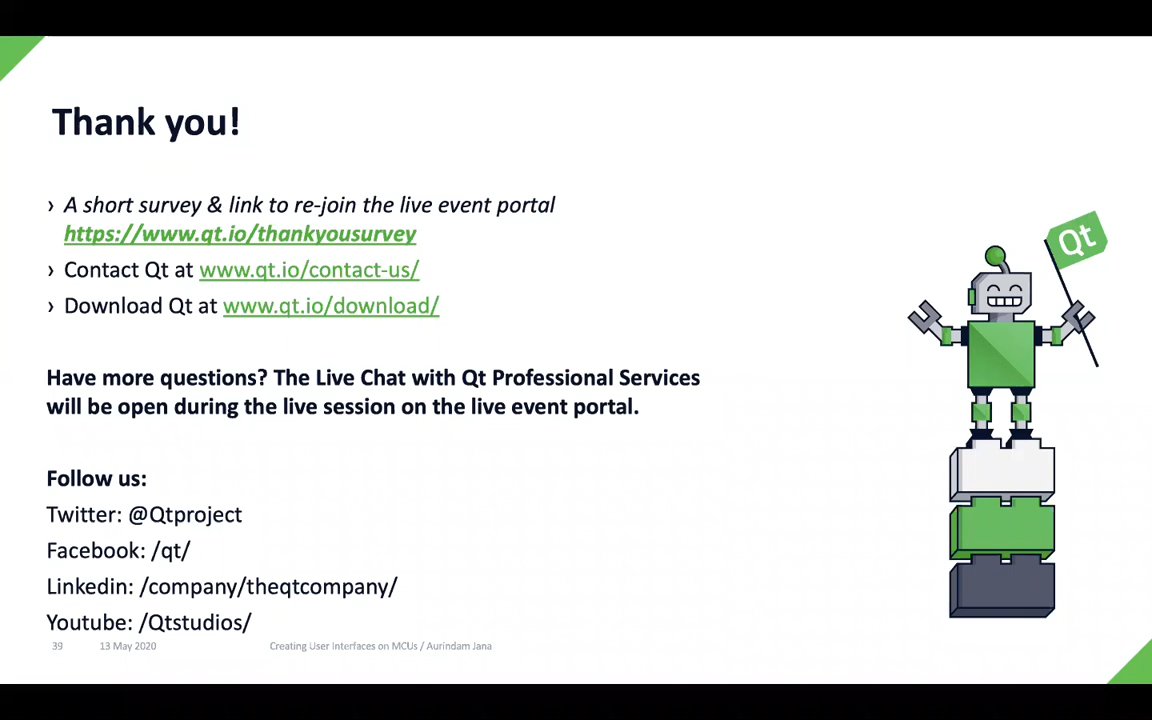 Thank you!
› A short survey & link to re-join the live event portal
https://www.qt.io/thankyousurvey
› Contact Qt at www.qt.io/contact-us/
› Download Qt at www.qt.io/download/
Have more questions? The Live Chat with Qt Professional Services
will be open during the live session on the live event portal.
Follow us:
Twitter: @Qtproject
Facebook: /qt/
Linkedin: /company/theqtcompany/
Youtube: /Qtstudios/
39 13 May 2020 Creating User Interfaces on MCUs / Aurindam Jana
Qt